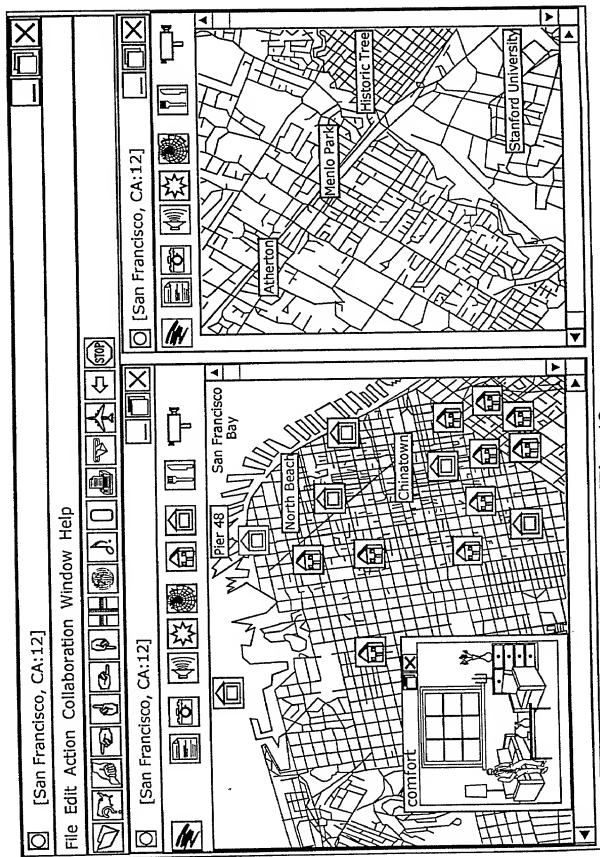 [San Francisco, CA:12]
File Edit Action Collaboration Window Help
STOP
[San Francisco, CA:12]
San Francisco
Bay
Pier 48
North Beach
Chinatown
comfort
[San Francisco, CA:12]
Atherton
Menlo Park
Historic Tree
Stanford University